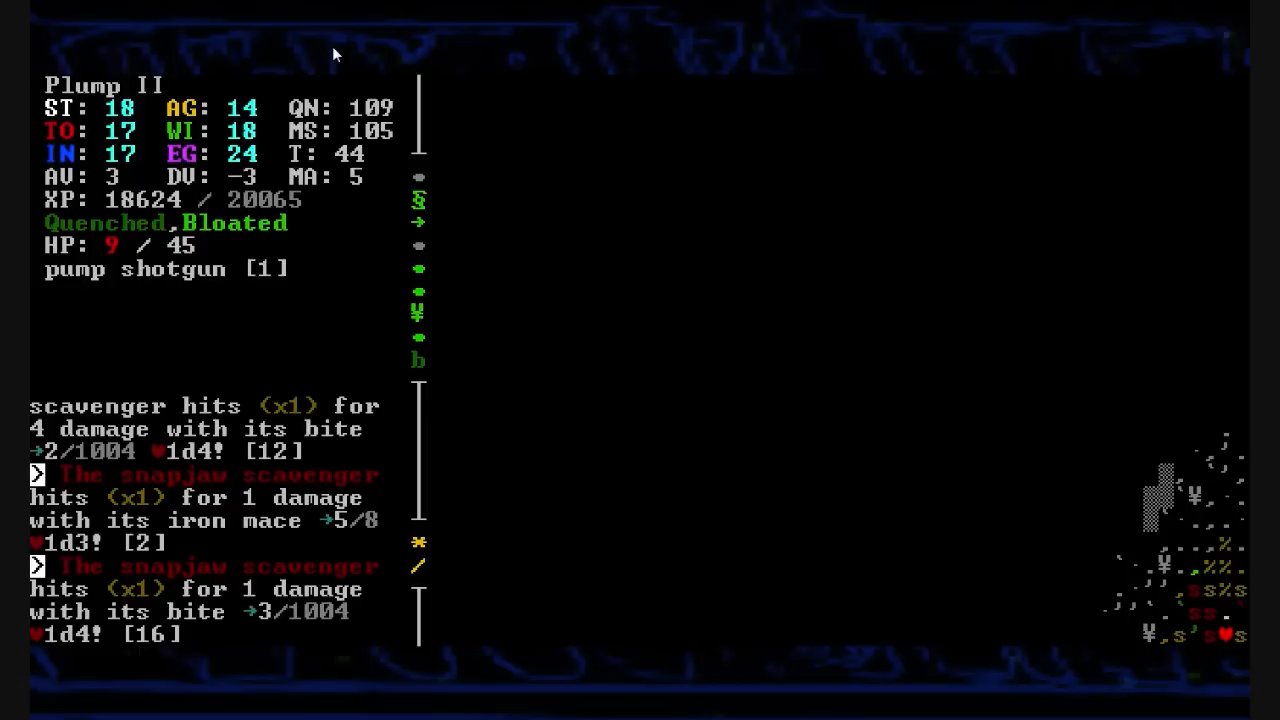 Plump II
ST: 18 AG: 14 QN: 109
TO: 17 WI: 18 MS: 105
IN: 17 EG: 24 T: 44
AV: 3 DV: -3 MA: 5
XP: 18624 / 20065
Quenched,Bloated
HP: 9 / 45
pump shotgun [1]
scavenger hits (x1) for
4 damage with its bite
→2/1004 ♥1d4! [12]
> The snapjaw scavenger
hits (x1) for 1 damage
with its iron mace →5/8
♥1d3! [2]
> The snapjaw scavenger
hits (x1) for 1 damage
with its bite →3/1004
♥1d4! [16]